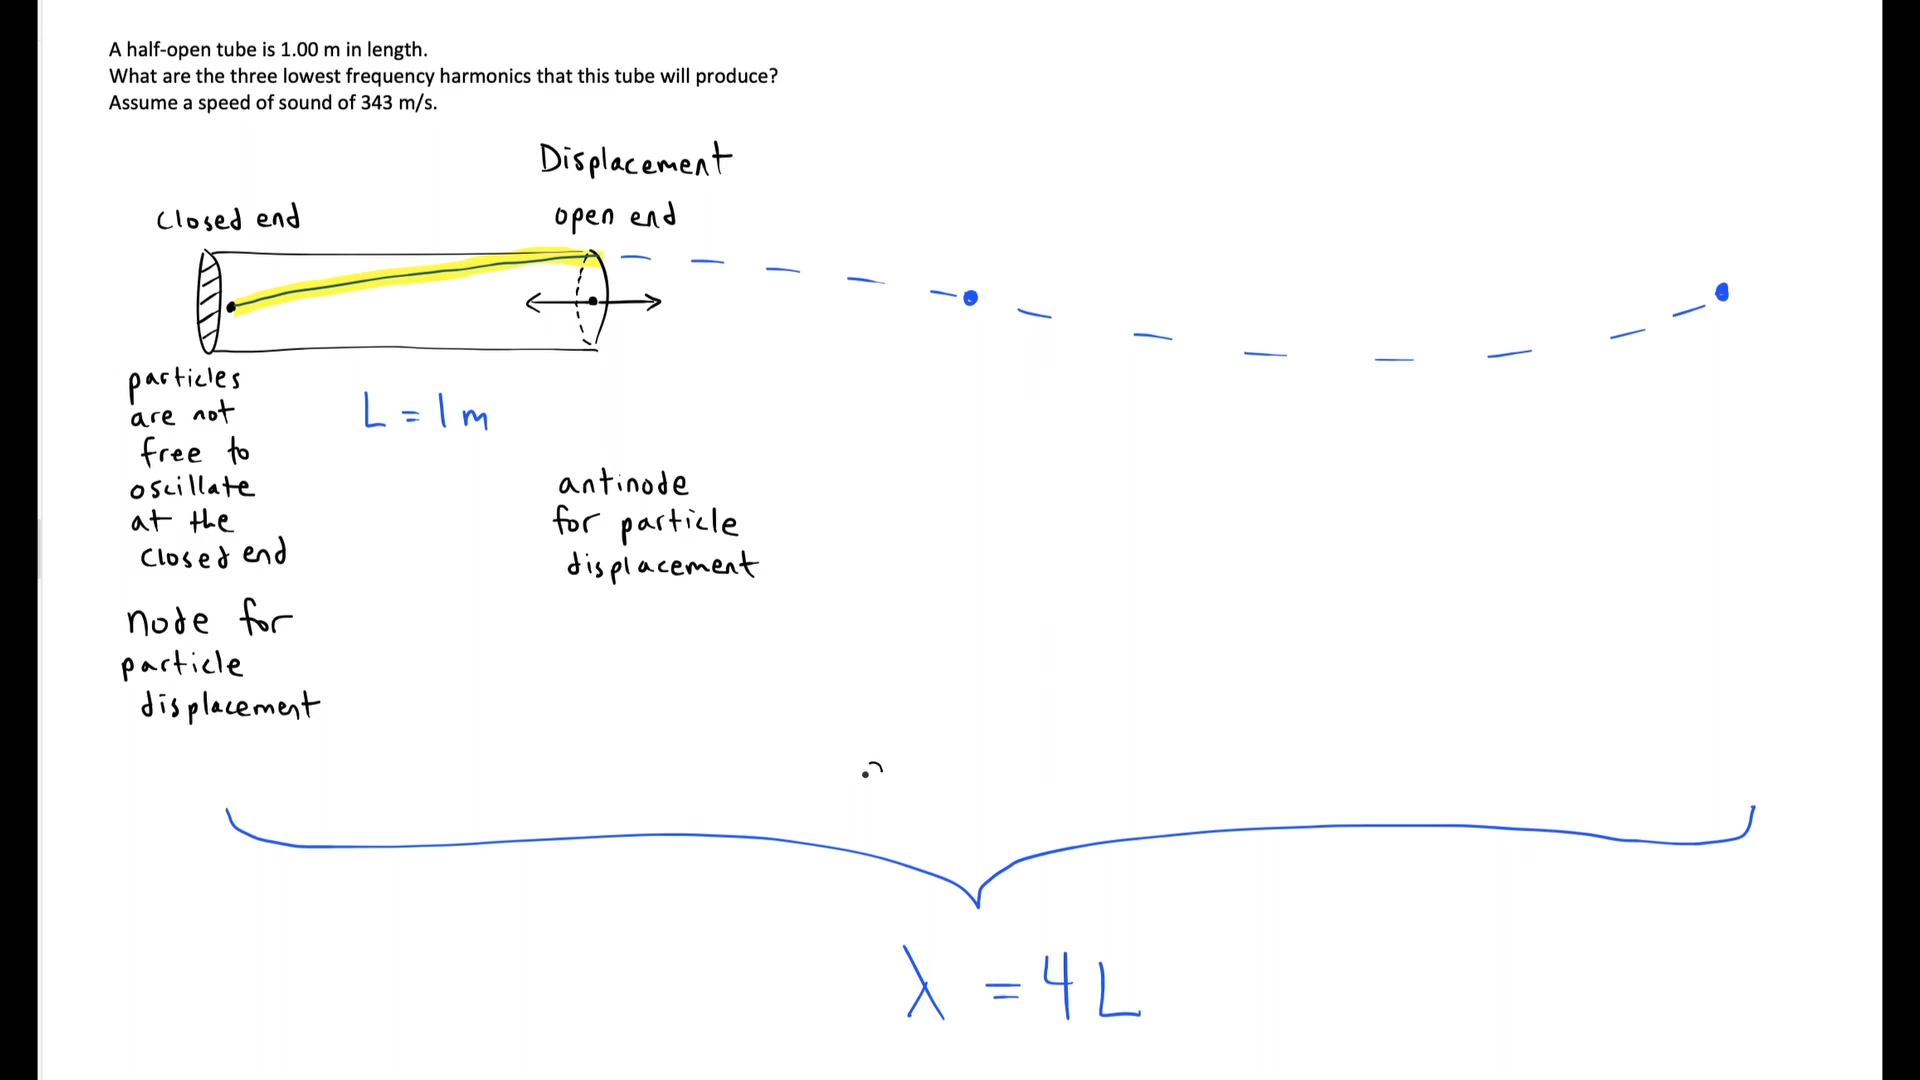 A half-open tube is 1.00 m in length.
What are the three lowest frequency harmonics that this tube will produce?
Assume a speed of sound of 343 m/s.
Displacement
Closed end
open end
particles
are not
free to
oscillate
at the
closed end
L = 1 m
antinode
for particle
displacement
node for
particle
displacement
λ = 4 L